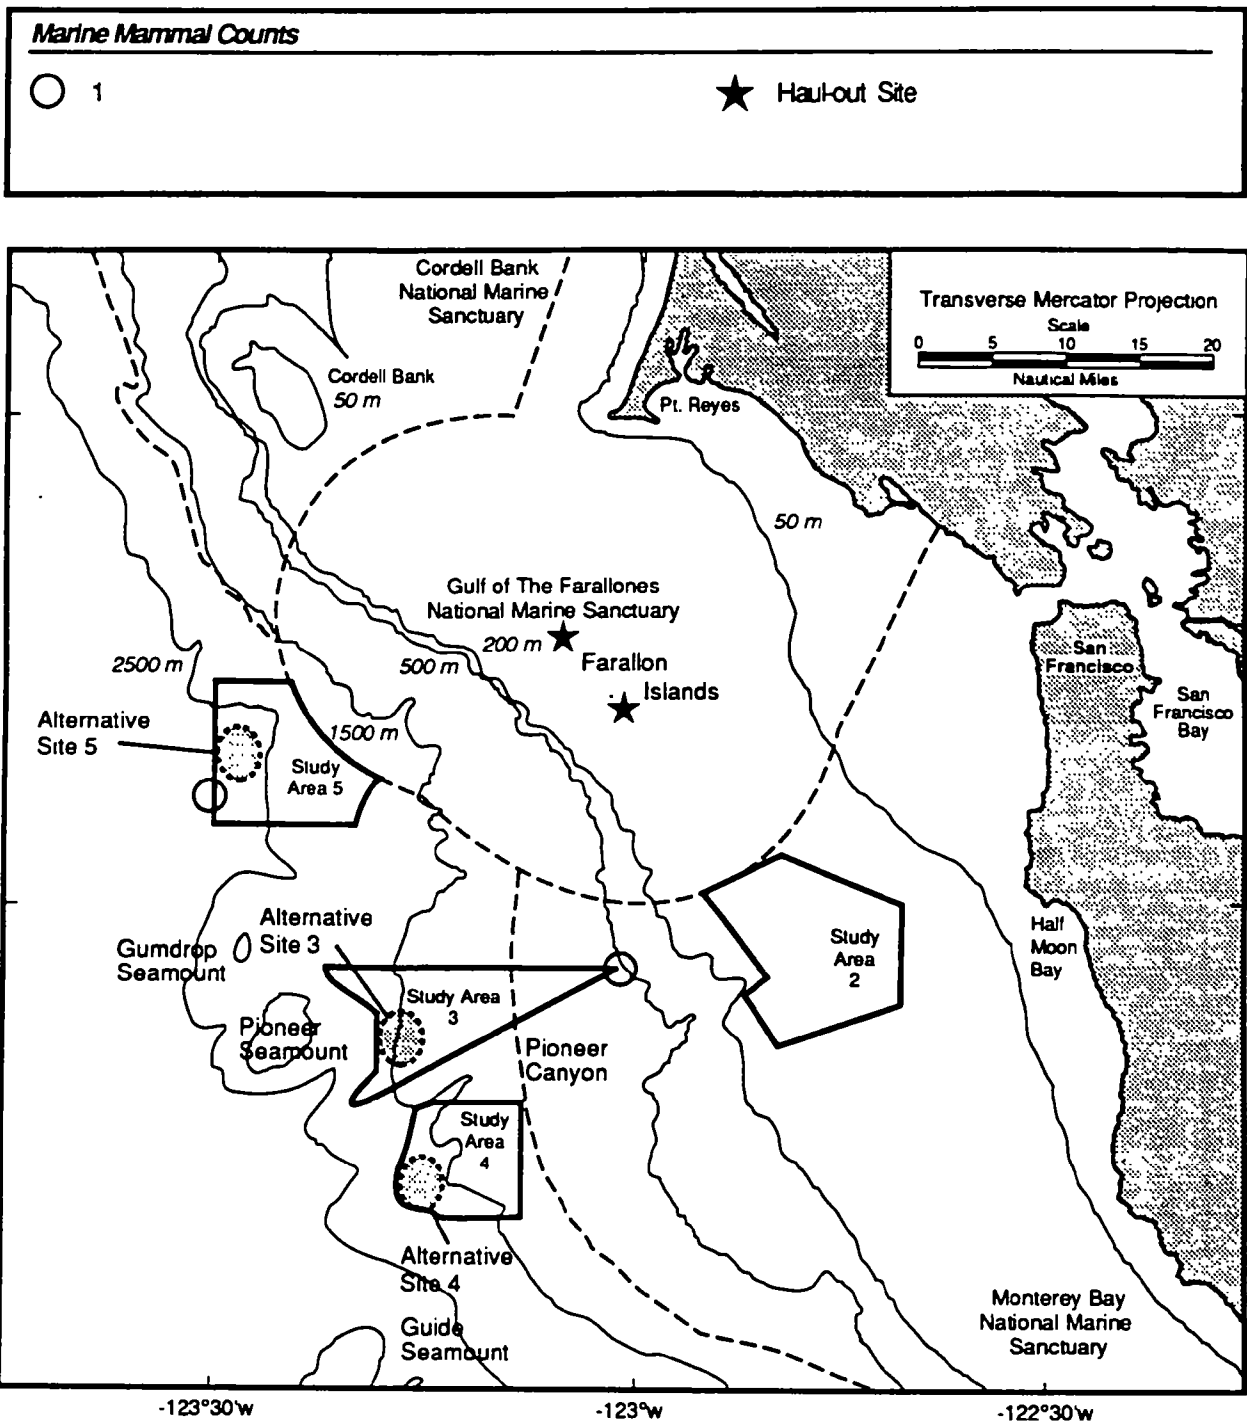 Marine Mammal Counts
1
Haul-out Site
Cordell Bank
National Marine
Sanctuary
Transverse Mercator Projection
Scale
0 5 10 15 20
Nautical Miles
Cordell Bank
50 m
Pt. Reyes
50 m
Gulf of The Farallones
National Marine Sanctuary
200 m
500 m
Farallon
Islands
2500 m
San
Francisco
San
Francisco
Bay
Alternative
Site 5
1500 m
Study
Area 5
Alternative
Site 3
Gumdrop
Seamount
Study
Area
2
Half
Moon
Bay
Study Area
3
Pioneer
Seamount
Pioneer
Canyon
Study
Area
4
Alternative
Site 4
Guide
Seamount
Monterey Bay
National Marine
Sanctuary
-123°30'W
-123°W
-122°30'W